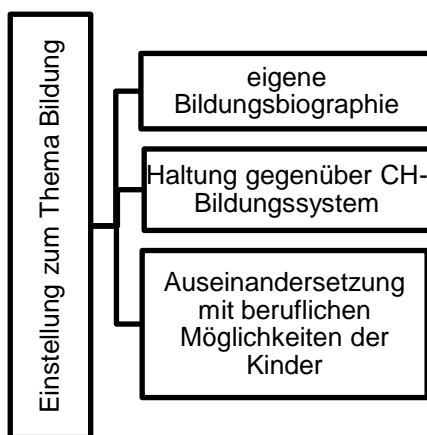 Einstellung zum Thema Bildung
eigene
Bildungsbiographie
Haltung gegenüber CH-
Bildungssystem
Auseinandersetzung
mit beruflichen
Möglichkeiten der
Kinder